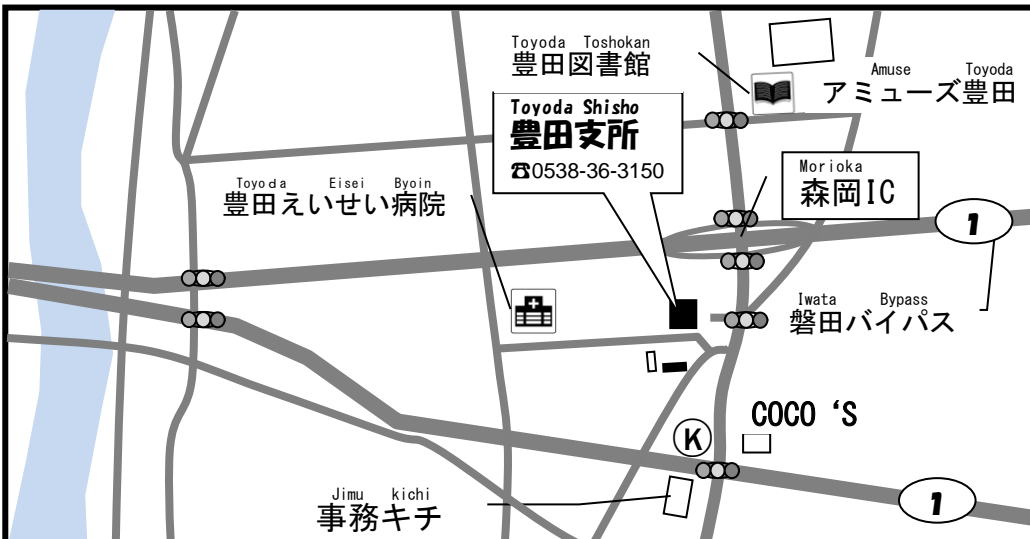 Toyoda Toshokan
豊田図書館
Amuse Toyoda
アミューズ豊田
Toyoda Shisho
豊田支所
☎0538-36-3150
Morioka
森岡IC
Toyoda Eisei Byoin
豊田えいせい病院
1
Iwata Bypass
磐田バイパス
COCO ‘S
K
1
Jimu kichi
事務キチ